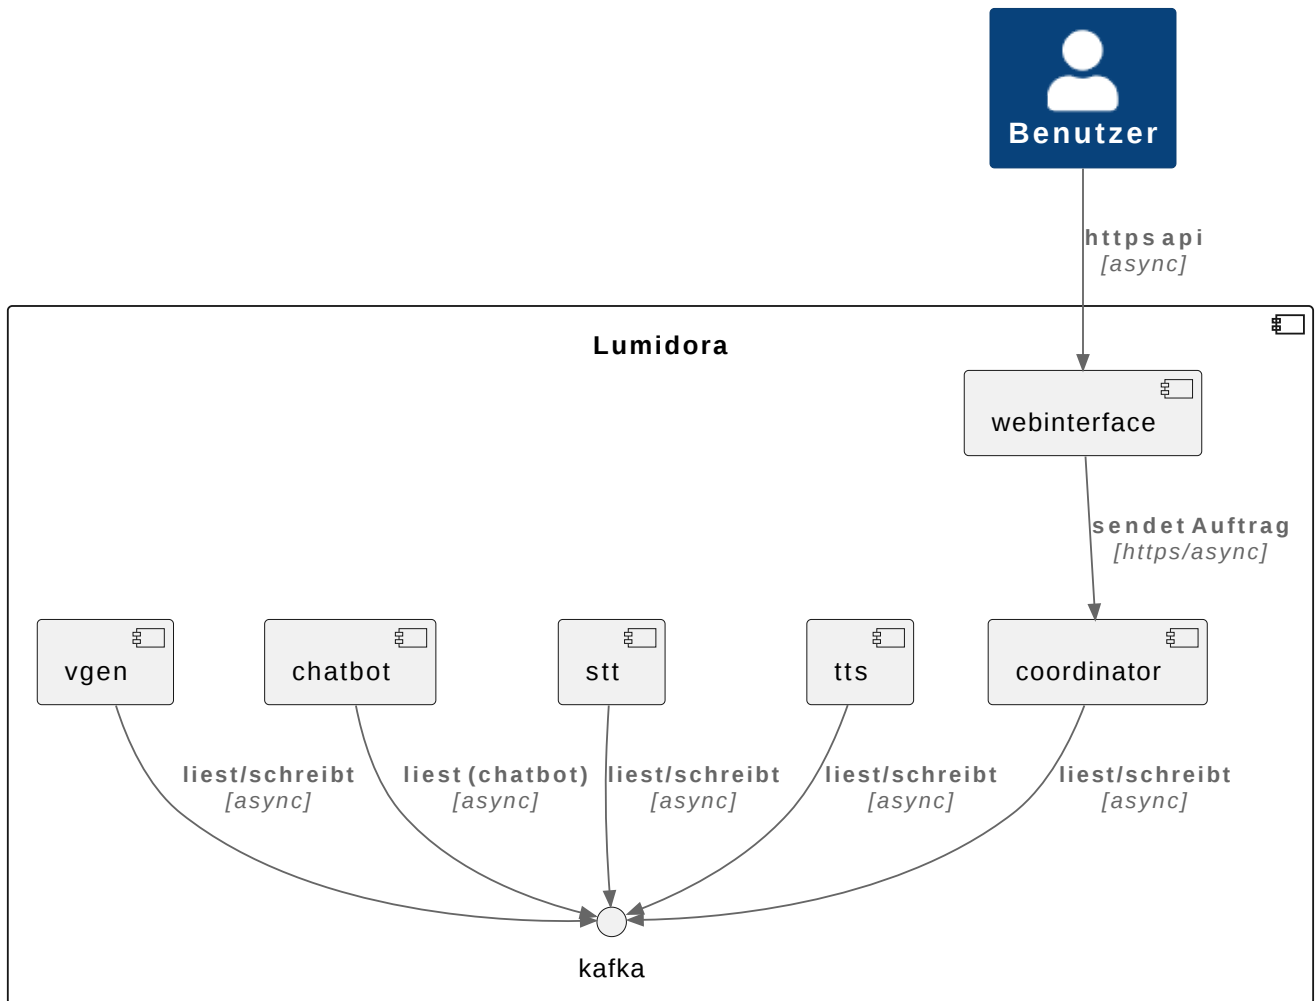 Benutzer
https api
[async]
Lumidora
webinterface
sendet Auftrag
[https/async]
vgen
chatbot
stt
tts
coordinator
liest/schreibt
[async]
liest (chatbot)
[async]
liest/schreibt
[async]
liest/schreibt
[async]
liest/schreibt
[async]
kafka